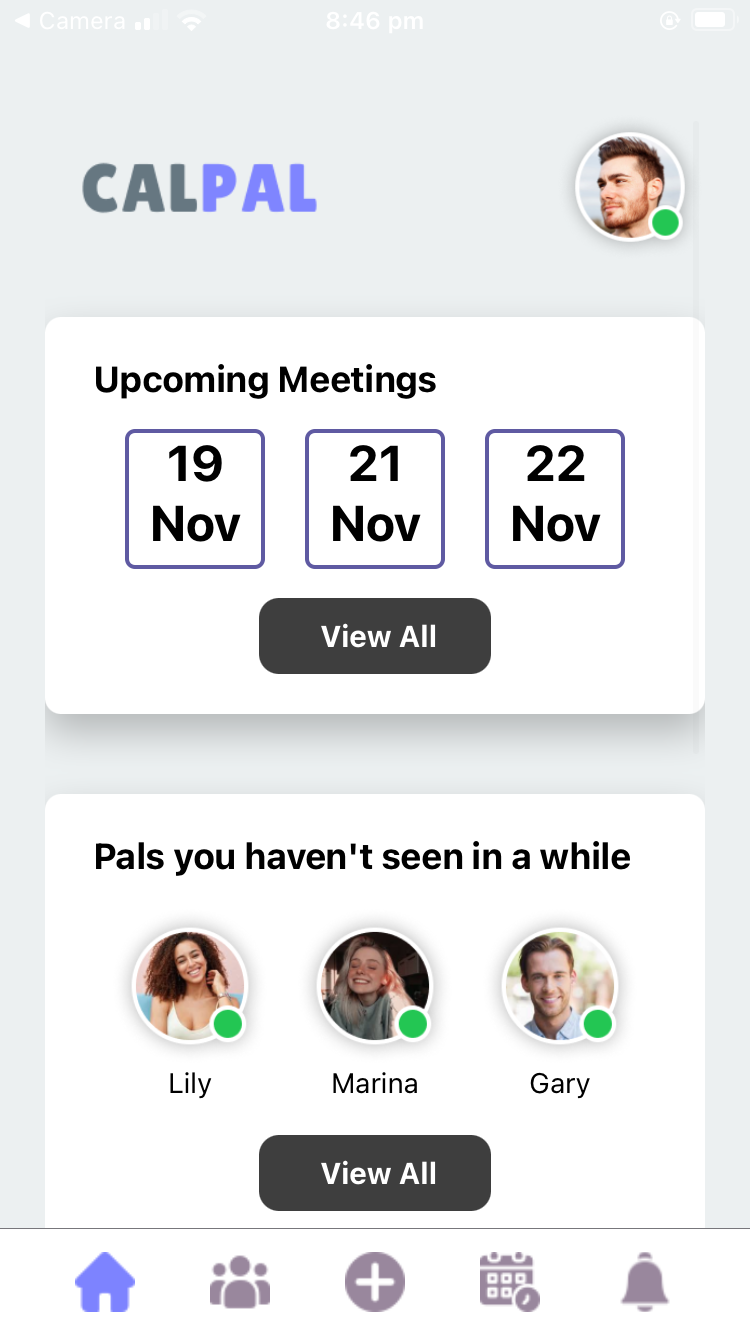 ◀ Camera 8:46 pm
CALPAL
Upcoming Meetings
19 21 22
Nov Nov Nov
View All
Pals you haven't seen in a while
Lily Marina Gary
View All